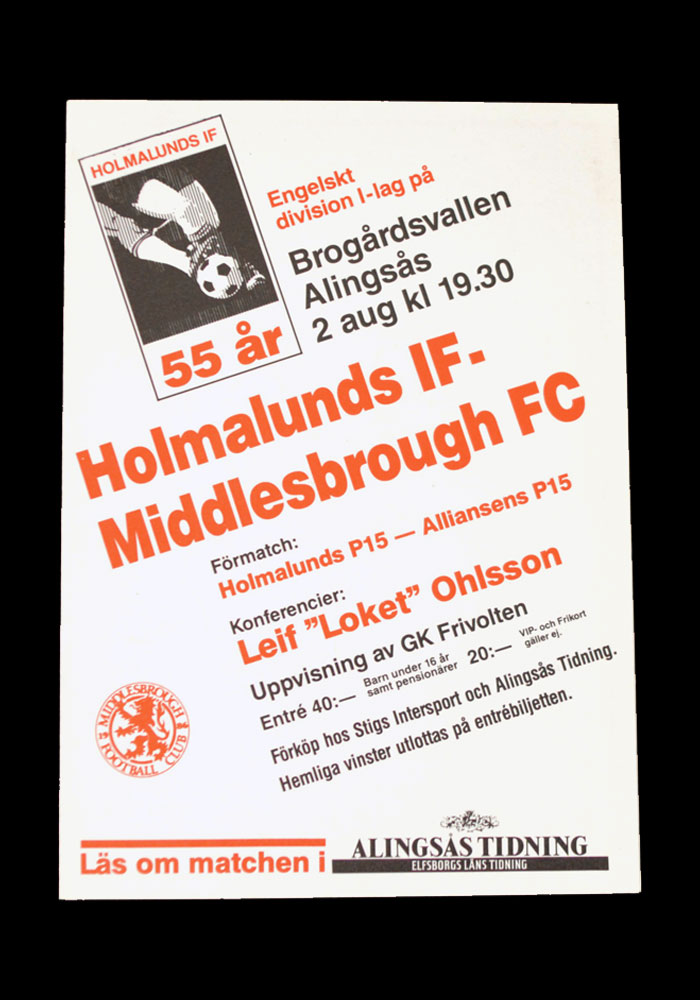 HOLMALUNDS IF
55 år
Engelskt
division I-lag på
Brogårdsvallen
Alingsås
2 aug kl 19.30
Holmalunds IF-
Middlesbrough FC
Förmatch:
Holmalunds P15 — Alliansens P15
Konferencier:
Leif ”Loket” Ohlsson
Uppvisning av GK Frivolten
Entré 40:— Barn under 16 år
samt pensionärer 20:— VIP- och Frikort
gäller ej.
Förköp hos Stigs Intersport och Alingsås Tidning.
Hemliga vinster utlottas på entrébiljetten.
MIDDLESBROUGH
FOOTBALL CLUB
Läs om matchen i ALINGSÅS TIDNING
ELFSBORGS LÄNS TIDNING